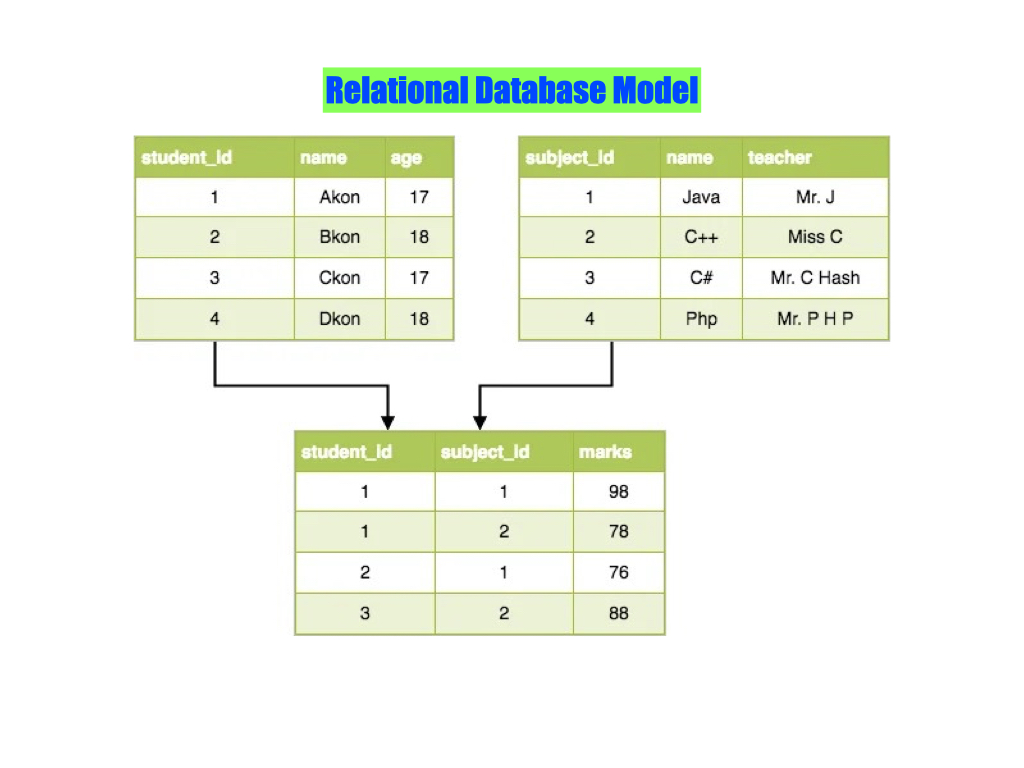 Relational Database Model
student_id name age
1 Akon 17
2 Bkon 18
3 Ckon 17
4 Dkon 18
subject_id name teacher
1 Java Mr. J
2 C++ Miss C
3 C# Mr. C Hash
4 Php Mr. P H P
student_id subject_id marks
1 1 98
1 2 78
2 1 76
3 2 88